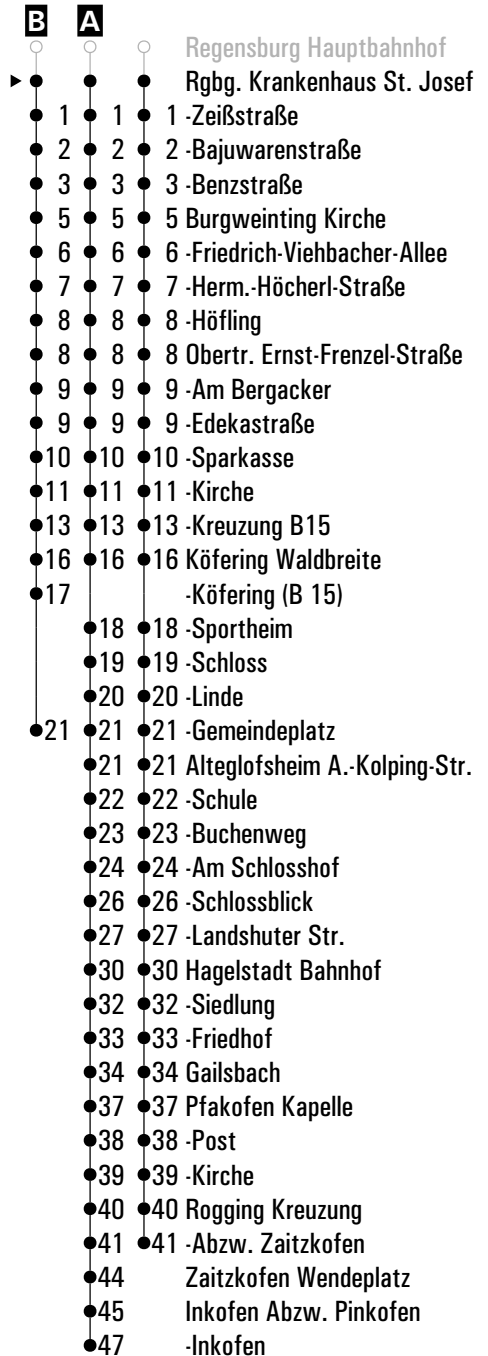 B A
Regensburg Hauptbahnhof
Rgbg. Krankenhaus St. Josef
1 1 1 -Zeißstraße
2 2 2 -Bajuwarenstraße
3 3 3 -Benzstraße
5 5 5 Burgweinting Kirche
6 6 6 -Friedrich-Viehbacher-Allee
7 7 7 -Herm.-Höcherl-Straße
8 8 8 -Höfling
8 8 8 Obertr. Ernst-Frenzel-Straße
9 9 9 -Am Bergacker
9 9 9 -Edekastraße
10 10 10 -Sparkasse
11 11 11 -Kirche
13 13 13 -Kreuzung B15
16 16 16 Köfering Waldbreite
17 -Köfering (B 15)
18 18 -Sportheim
19 19 -Schloss
20 20 -Linde
21 21 21 -Gemeindeplatz
21 21 Alteglofsheim A.-Kolping-Str.
22 22 -Schule
23 23 -Buchenweg
24 24 -Am Schlosshof
26 26 -Schlossblick
27 27 -Landshuter Str.
30 30 Hagelstadt Bahnhof
32 32 -Siedlung
33 33 -Friedhof
34 34 Gailsbach
37 37 Pfakofen Kapelle
38 38 -Post
39 39 -Kirche
40 40 Rogging Kreuzung
41 41 -Abzw. Zaitzkofen
44 Zaitzkofen Wendeplatz
45 Inkofen Abzw. Pinkofen
47 -Inkofen